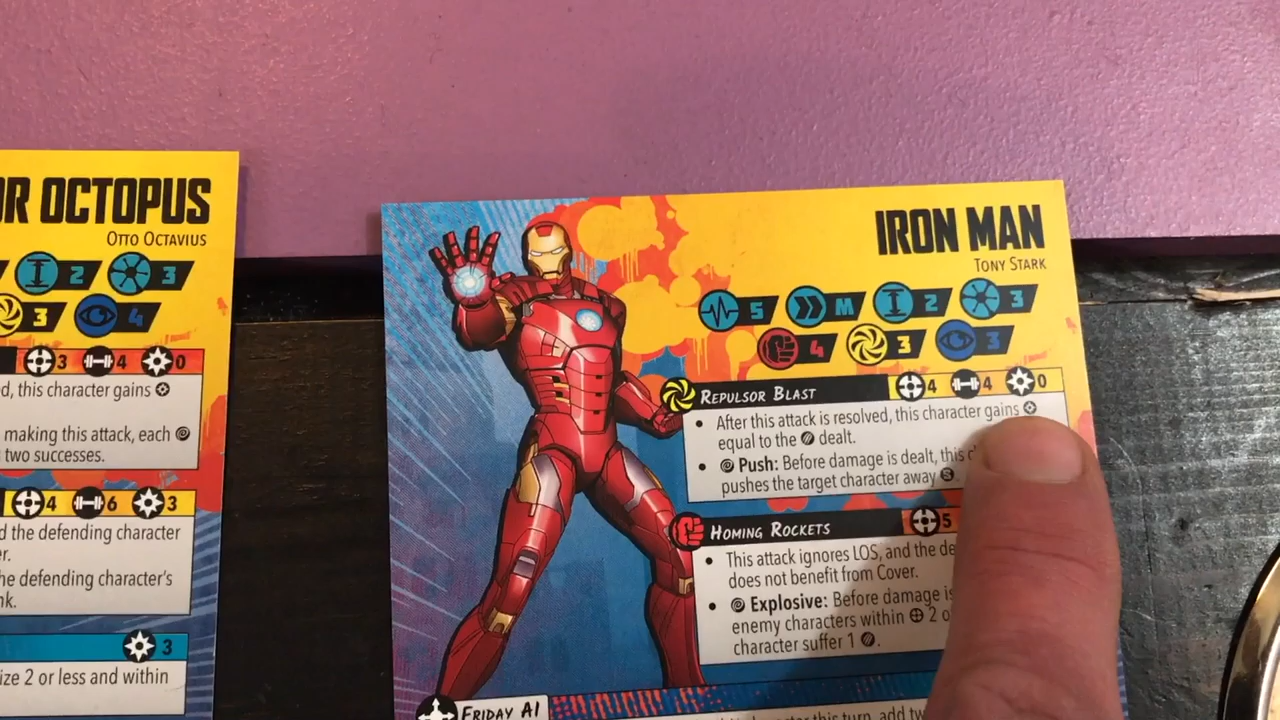 OR OCTOPUS
OTTO OCTAVIUS
2 3
3 4
3 4 0
d, this character gains
making this attack, each
two successes.
4 6 3
d the defending character
er.
he defending character's
nk.
3
ize 2 or less and within
IRON MAN
TONY STARK
5 M 2 3
4 3 3
REPULSOR BLAST 4 4 0
• After this attack is resolved, this character gains
equal to the dealt.
• Push: Before damage is dealt, this
pushes the target character away S
HOMING ROCKETS 5
• This attack ignores LOS, and the de
does not benefit from Cover.
• Explosive: Before damage is
enemy characters within 2
character suffer 1 .
FRIDAY AI
this turn, add